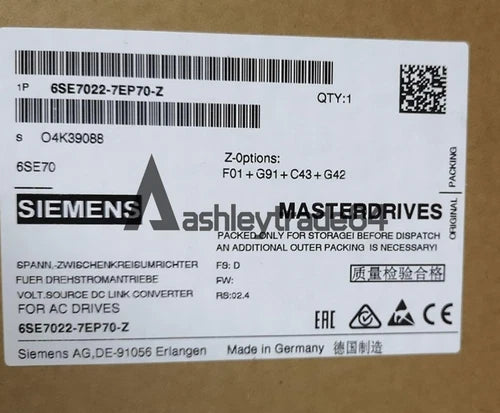 1P 6SE7022-7EP70-Z
QTY:1
S O4K39088
6SE70
Z-Options:
F01+G91+C43+G42
SIEMENS
MASTERDRIVES
ashleytrade64
PACKED ONLY FOR STORAGE! BEFORE DISPATCH
AN ADDITIONAL OUTER PACKING IS NECESSARY!
ORIGINAL PACKING
SPANN.-ZWISCHENKREISUMRICHTER
FS: D
FUER DREHSTROMANTRIEBE
FW:
VOLT.SOURCE DC LINK CONVERTER
RS:02.4
FOR AC DRIVES
质量检验合格
6SE7022-7EP70-Z
EAC
CE
Siemens AG,DE-91056 Erlangen
Made in Germany 德国制造